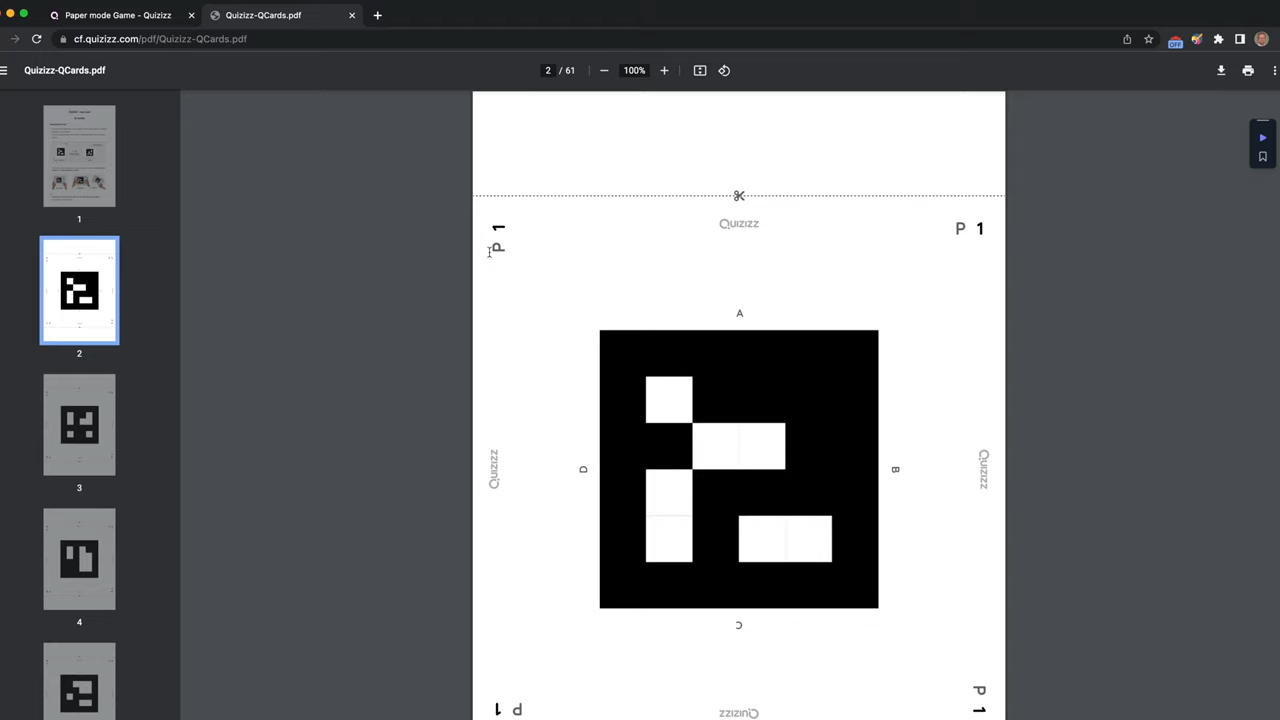 Paper mode Game - Quizizz
Quizizz-QCards.pdf
cf.quizizz.com/pdf/Quizizz-QCards.pdf
OFF
Quizizz-QCards.pdf
2 / 61
100%
1
2
3
4
P 1
Quizizz
P 1
A
D
B
Quizizz
Quizizz
C
P 1
Quizizz
P 1